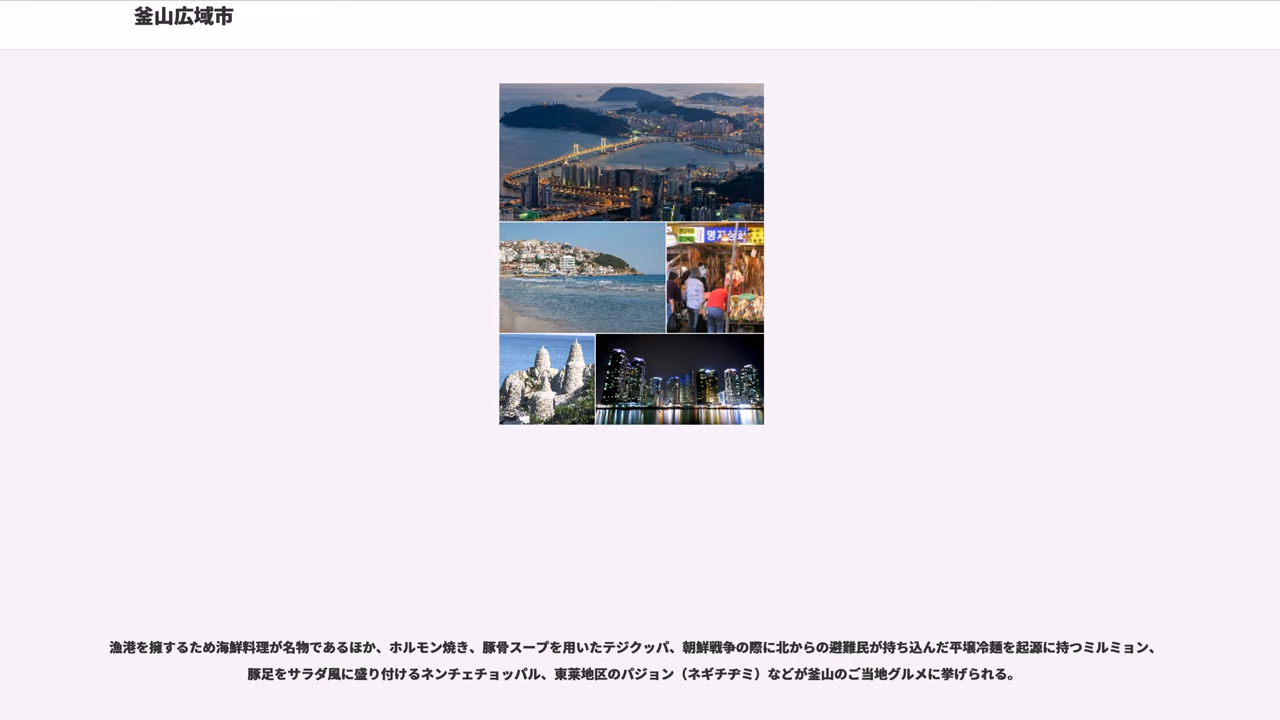 釜山広域市
명지상회
漁港を擁するため海鮮料理が名物であるほか、ホルモン焼き、豚骨スープを用いたテジクッパ、朝鮮戦争の際に北からの避難民が持ち込んだ平壌冷麺を起源に持つミルミョン、
豚足をサラダ風に盛り付けるネンチェチョッパル、東莱地区のパジョン（ネギチヂミ）などが釜山のご当地グルメに挙げられる。